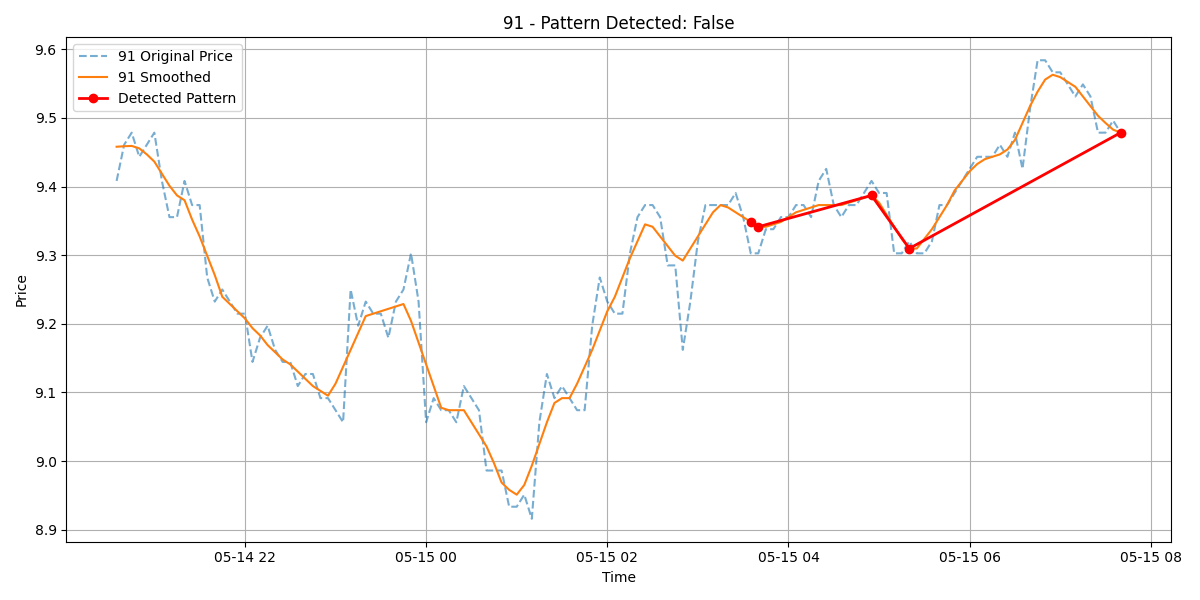 91 - Pattern Detected: False
91 Original Price
91 Smoothed
Detected Pattern
Price
9.6
9.5
9.4
9.3
9.2
9.1
9.0
8.9
05-14 22
05-15 00
05-15 02
05-15 04
05-15 06
05-15 08
Time